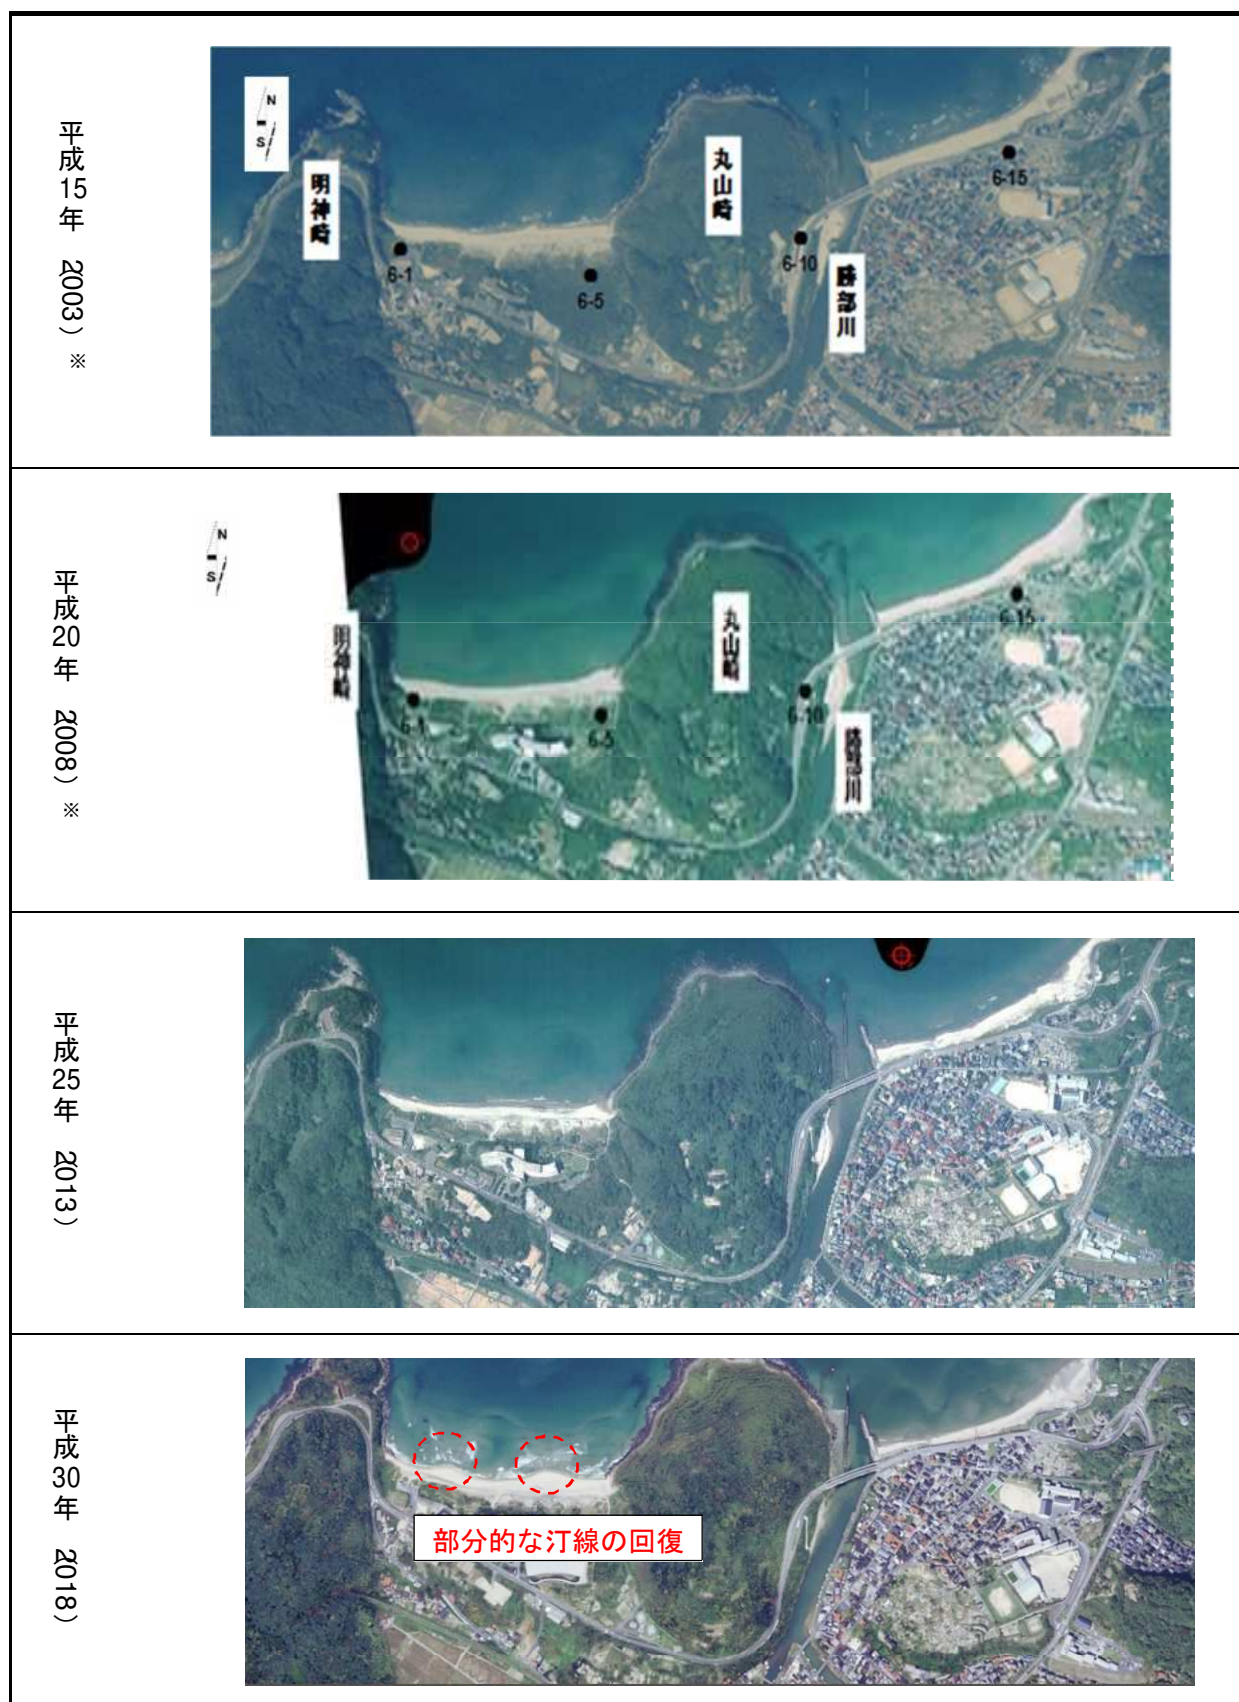 平成15年 2003）※
N
S
明神崎
丸山崎
勝部川
6-1
6-5
6-10
6-15
平成20年 2008）※
N
S
明神崎
丸山崎
6-1
6-5
6-10
6-15
平成25年 2013）
平成30年 2018）
部分的な汀線の回復